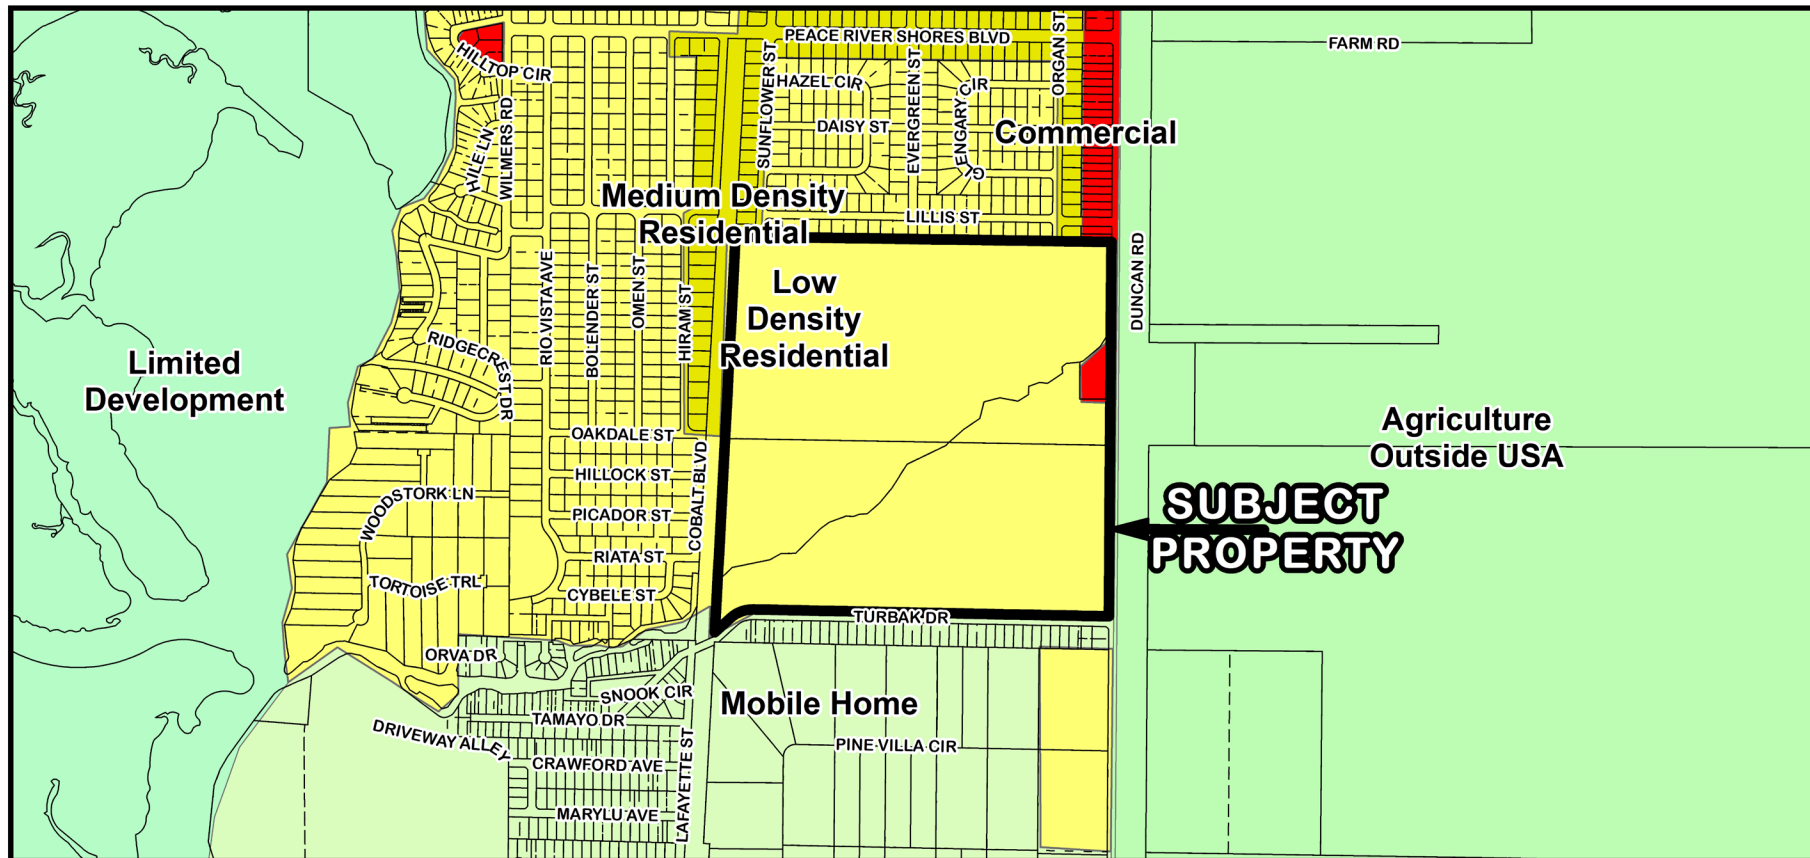 PEACE RIVER SHORES BLVD
FARM RD
HILLTOP CIR
SUNFLOWER ST
HAZEL CIR
EVERGREEN ST
GLENGARY CIR
ORGAN ST
DAISY ST
Commercial
HILE LN
WILMERS RD
Medium Density
Residential
LILLIS ST
DUNCAN RD
RIO VISTA AVE
BOLENDER ST
OMEN ST
HIRAM ST
Low
Density
Residential
Limited
Development
RIDGECREST DR
Agriculture
Outside USA
OAKDALE ST
HILLOCK ST
COBALT BLVD
WOODSTORK LN
PICADOR ST
SUBJECT
PROPERTY
RIATA ST
TORTOISE TRL
CYBELE ST
TURBAK DR
ORVA DR
SNOOK CIR
Mobile Home
TAMAYO DR
DRIVEWAY ALLEY
PINE VILLA CIR
CRAWFORD AVE
LAFAYETTE ST
MARYLU AVE